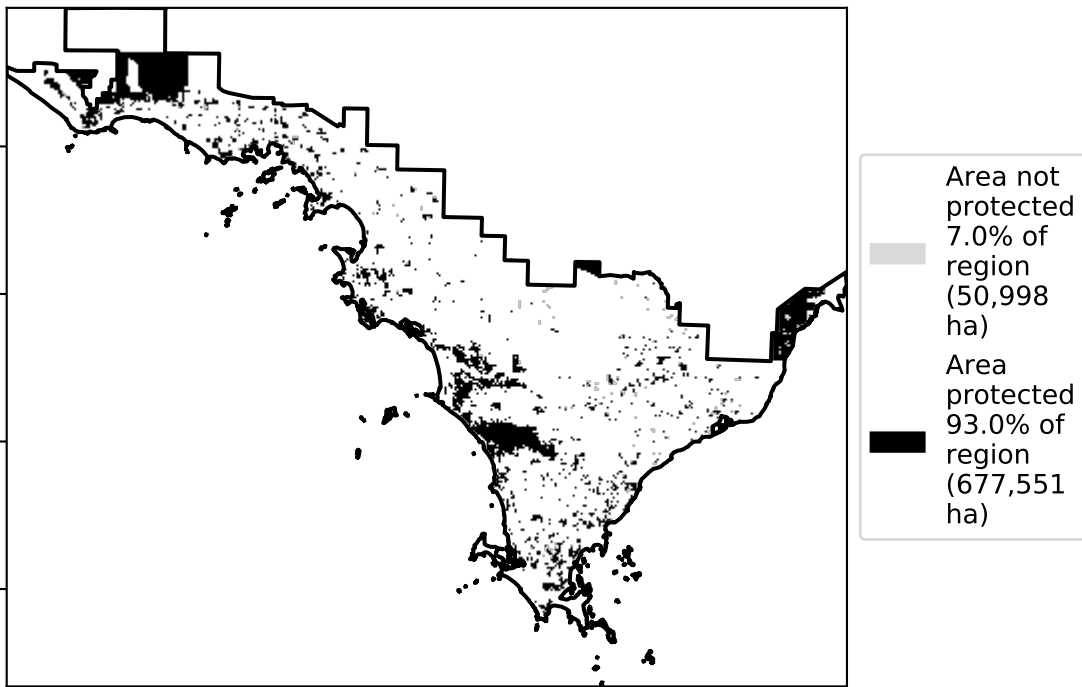 Area not
protected
7.0% of
region
(50,998
ha)
Area
protected
93.0% of
region
(677,551
ha)